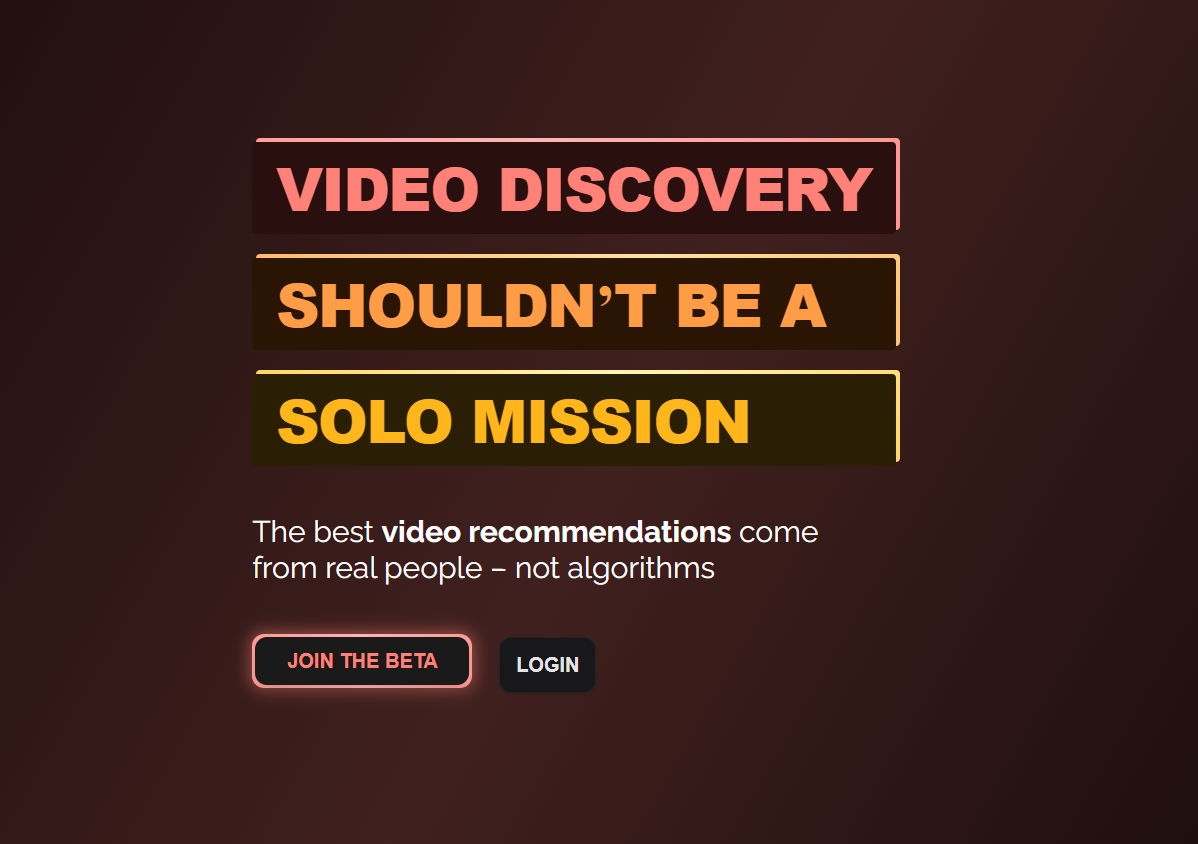 VIDEO DISCOVERY
SHOULDN’T BE A
SOLO MISSION
The best video recommendations come
from real people – not algorithms
JOIN THE BETA
LOGIN